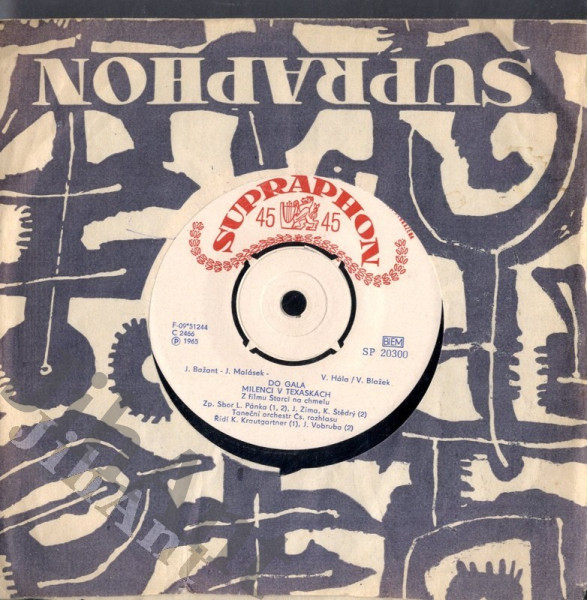 SUPRAPHON
SUPRAPHON
45 45
F-09*51244
C 2466
℗ 1965
BIEM
SP 20300
J. Bažant - J. Malásek - V. Hála / V. Blažek
DO GALA
MILENCI V TEXASKÁCH
Z filmu Starci na chmelu
Zp. Sbor L. Pánka (1, 2), J. Zíma, K. Štědrý (2)
Taneční orchestr Čs. rozhlasu
Řídí K. Krautgartner (1), J. Vobruba (2)